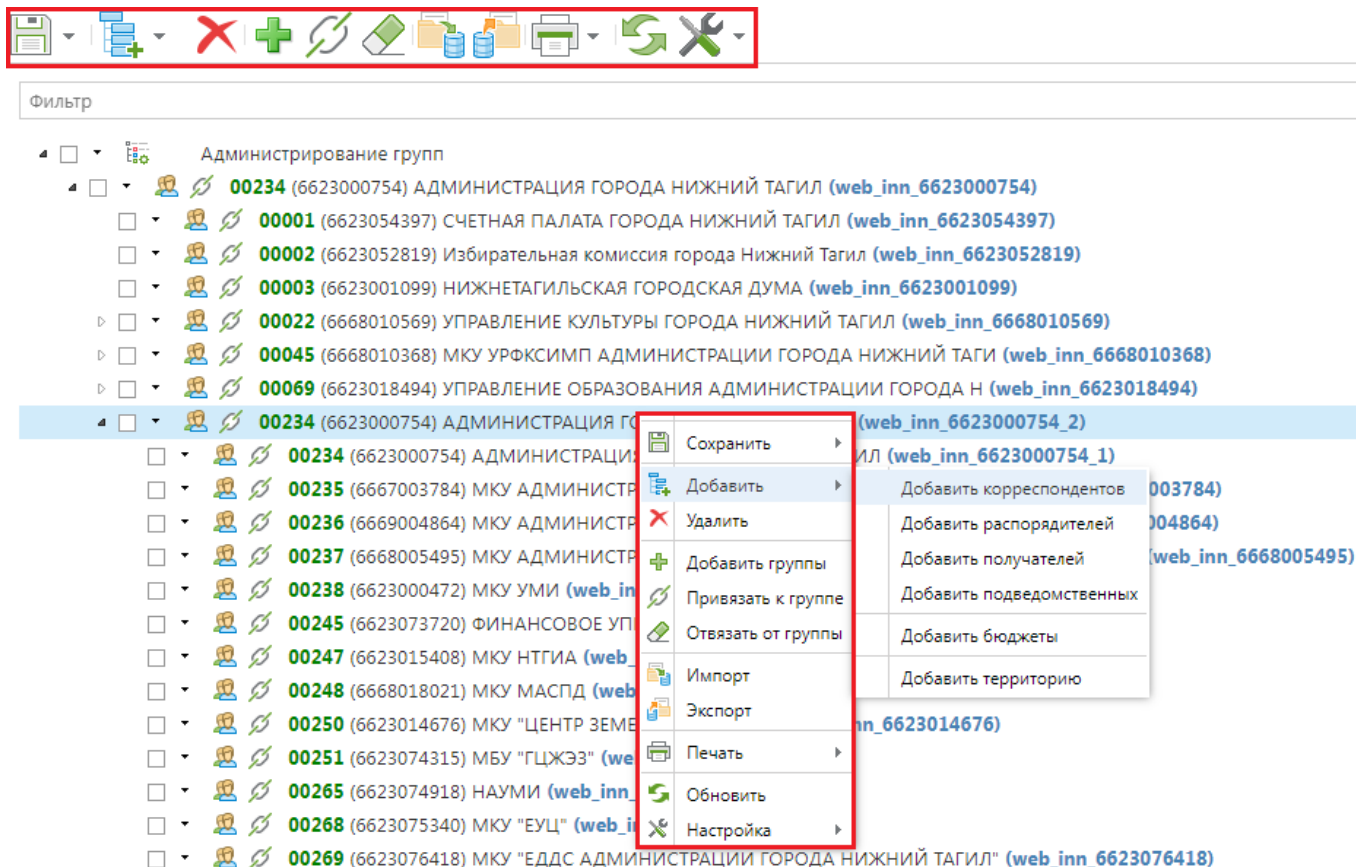 Фильтр
Администрирование групп
00234 (6623000754) АДМИНИСТРАЦИЯ ГОРОДА НИЖНИЙ ТАГИЛ (web_inn_6623000754)
00001 (6623054397) СЧЕТНАЯ ПАЛАТА ГОРОДА НИЖНИЙ ТАГИЛ (web_inn_6623054397)
00002 (6623052819) Избирательная комиссия города Нижний Тагил (web_inn_6623052819)
00003 (6623001099) НИЖНЕТАГИЛЬСКАЯ ГОРОДСКАЯ ДУМА (web_inn_6623001099)
00022 (6668010569) УПРАВЛЕНИЕ КУЛЬТУРЫ ГОРОДА НИЖНИЙ ТАГИЛ (web_inn_6668010569)
00045 (6668010368) МКУ УРФКСИМП АДМИНИСТРАЦИИ ГОРОДА НИЖНИЙ ТАГИ (web_inn_6668010368)
00069 (6623018494) УПРАВЛЕНИЕ ОБРАЗОВАНИЯ АДМИНИСТРАЦИИ ГОРОДА Н (web_inn_6623018494)
00234 (6623000754) АДМИНИСТРАЦИЯ ГО (web_inn_6623000754_2)
00234 (6623000754) АДМИНИСТРАЦИЯ ИЛ (web_inn_6623000754_1)
00235 (6667003784) МКУ АДМИНИСТР 003784)
00236 (6669004864) МКУ АДМИНИСТР 004864)
00237 (6668005495) МКУ АДМИНИСТР (web_inn_6668005495)
00238 (6623000472) МКУ УМИ (web_in
00245 (6623073720) ФИНАНСОВОЕ УП
00247 (6623015408) МКУ НТГИА (web_
00248 (6668018021) МКУ МАСПД (web
00250 (6623014676) МКУ "ЦЕНТР ЗЕМЕ nn_6623014676)
00251 (6623074315) МБУ "ГЦЖЭЗ" (we
00265 (6623074918) НАУМИ (web_inn_
00268 (6623075340) МКУ "ЕУЦ" (web_i
00269 (6623076418) МКУ "ЕДДС АДМИНИСТРАЦИИ ГОРОДА НИЖНИЙ ТАГИЛ" (web_inn_6623076418)
Сохранить
Добавить
Удалить
Добавить группы
Привязать к группе
Отвязать от группы
Импорт
Экспорт
Печать
Обновить
Настройка
Добавить корреспондентов
Добавить распорядителей
Добавить получателей
Добавить подведомственных
Добавить бюджеты
Добавить территорию